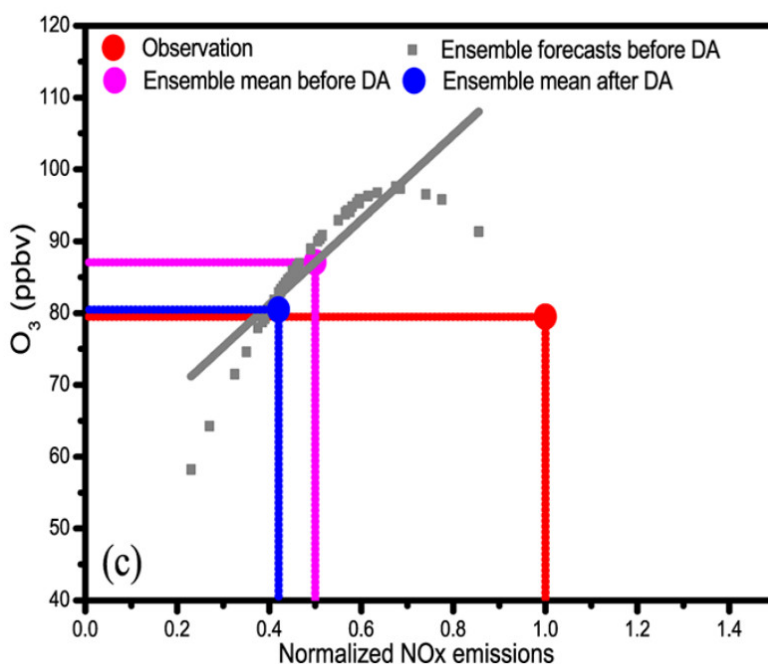 120
Observation
Ensemble forecasts before DA
Ensemble mean before DA
Ensemble mean after DA
110
100
90
O3 (ppbv)
80
70
60
50
(c)
40
0.0 0.2 0.4 0.6 0.8 1.0 1.2 1.4
Normalized NOx emissions